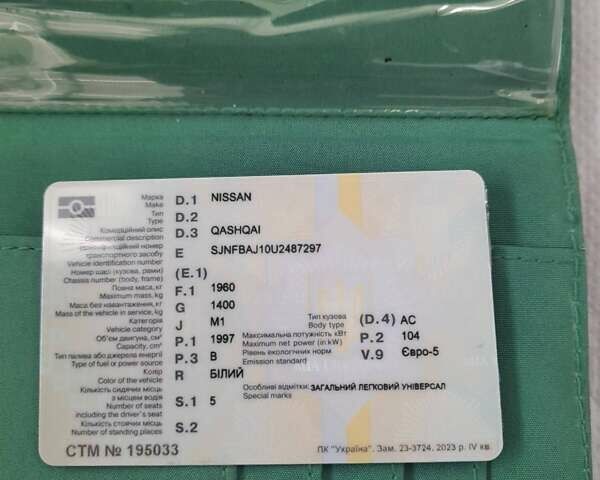 Марка D.1 NISSAN
Make
Тип D.2
Type
Комерційний опис D.3 QASHQAI
Commercial description
Ідентифікаційний номер
транспортного засобу E SJNFBAJ10U2487297
Vehicle identification number
Номер шасі (кузова, рами) (E.1)
Chassis number (body, frame)
Повна маса, кг F.1 1960
Maximum mass, kg
Маса без навантаження, кг G 1400
Mass of the vehicle in service, kg
Категорія J M1 Тип кузова (D.4) AC
Vehicle category Body type
Об'єм двигуна, см³ P.1 1997 Максимальна потужність кВт P.2 104
Capacity, cm³ Maximum net power (in kW)
Тип палива або джерела енергії P.3 B Рівень екологічних норм V.9 Євро-5
Type of fuel or power source Emission standard
Колір R БІЛИЙ
Color of the vehicle
Кількість сидячих місць Особливі відмітки: ЗАГАЛЬНИЙ ЛЕГКОВИЙ УНІВЕРСАЛ
з місцем водія S.1 5 Special marks
Number of seats
including the driver's seat
Кількість стоячих місць S.2
Number of standing places
СТМ № 195033 ПК "Україна". Зам. 23-3724. 2023 р. IV кв.